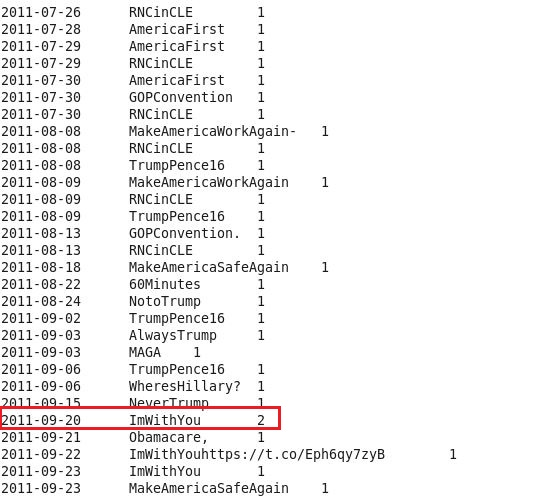 2011-07-26 RNCinCLE 1
2011-07-28 AmericaFirst 1
2011-07-29 AmericaFirst 1
2011-07-29 RNCinCLE 1
2011-07-30 AmericaFirst 1
2011-07-30 GOPConvention 1
2011-07-30 RNCinCLE 1
2011-08-08 MakeAmericaWorkAgain- 1
2011-08-08 RNCinCLE 1
2011-08-08 TrumpPence16 1
2011-08-09 MakeAmericaWorkAgain 1
2011-08-09 RNCinCLE 1
2011-08-09 TrumpPence16 1
2011-08-13 GOPConvention. 1
2011-08-13 RNCinCLE 1
2011-08-18 MakeAmericaSafeAgain 1
2011-08-22 60Minutes 1
2011-08-24 NotoTrump 1
2011-09-02 TrumpPence16 1
2011-09-03 AlwaysTrump 1
2011-09-03 MAGA 1
2011-09-06 TrumpPence16 1
2011-09-06 WheresHillary? 1
2011-09-15 NeverTrump 1
2011-09-20 ImWithYou 2
2011-09-21 Obamacare, 1
2011-09-22 ImWithYouhttps://t.co/Eph6qy7zyB 1
2011-09-23 ImWithYou 1
2011-09-23 MakeAmericaSafeAgain 1